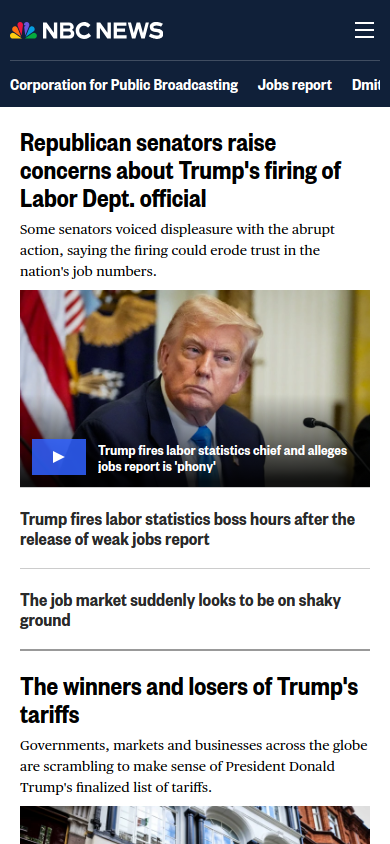 NBC NEWS
Corporation for Public Broadcasting Jobs report Dmit
Republican senators raise
concerns about Trump's firing of
Labor Dept. official
Some senators voiced displeasure with the abrupt
action, saying the firing could erode trust in the
nation's job numbers.
Trump fires labor statistics chief and alleges
jobs report is 'phony'
Trump fires labor statistics boss hours after the
release of weak jobs report
The job market suddenly looks to be on shaky
ground
The winners and losers of Trump's
tariffs
Governments, markets and businesses across the globe
are scrambling to make sense of President Donald
Trump's finalized list of tariffs.